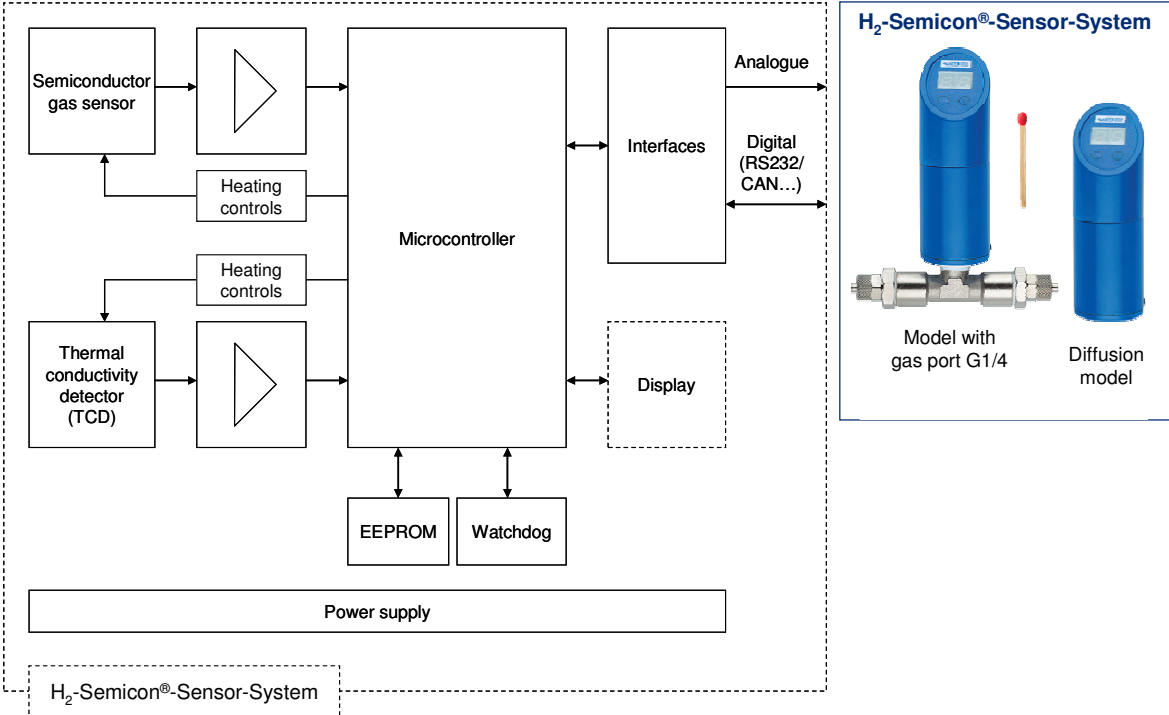 Semiconductor
gas sensor
Heating
controls
Heating
controls
Thermal
conductivity
detector
(TCD)
Microcontroller
Interfaces
Analogue
Digital
(RS232/
CAN…)
Display
EEPROM
Watchdog
Power supply
H₂-Semicon®-Sensor-System
H₂-Semicon®-Sensor-System
Model with
gas port G1/4
Diffusion
model